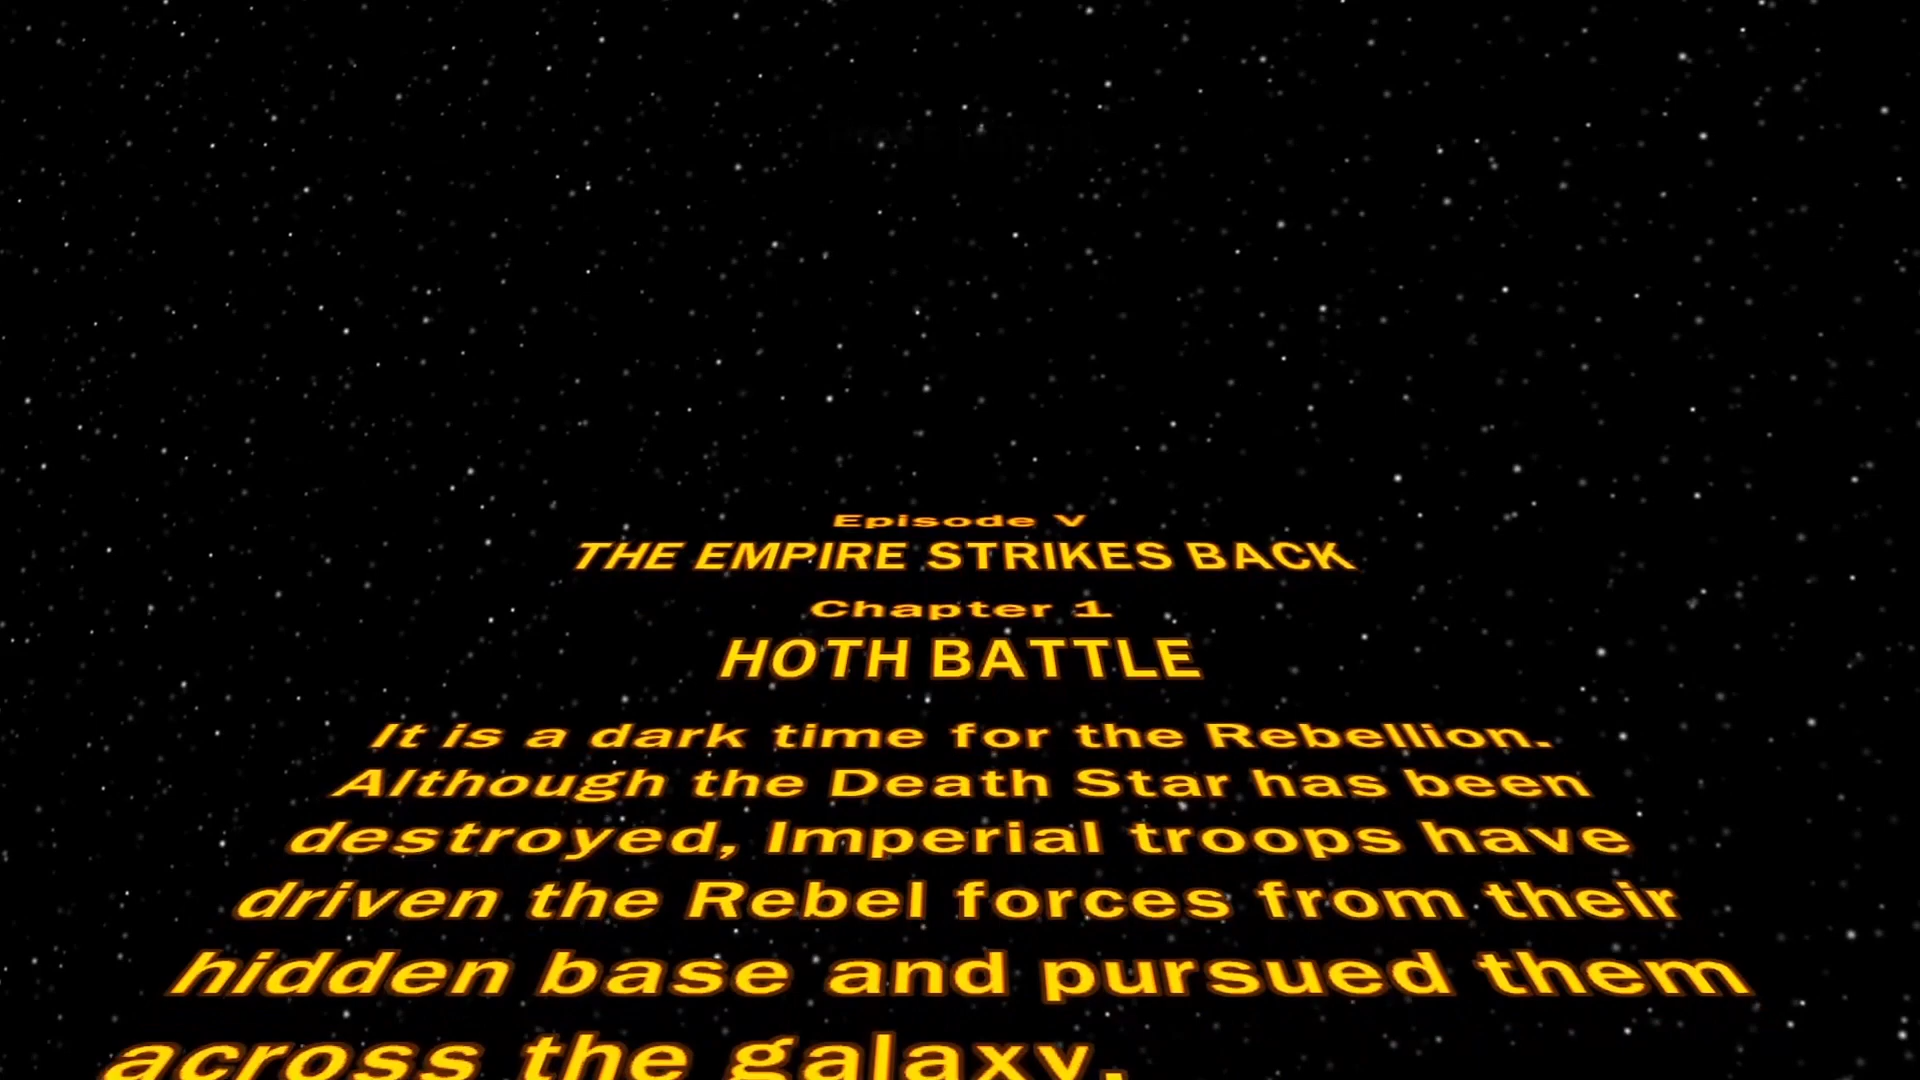 Episode V
THE EMPIRE STRIKES BACK
Chapter 1
HOTH BATTLE
It is a dark time for the Rebellion.
Although the Death Star has been
destroyed, Imperial troops have
driven the Rebel forces from their
hidden base and pursued them
across the galaxy.